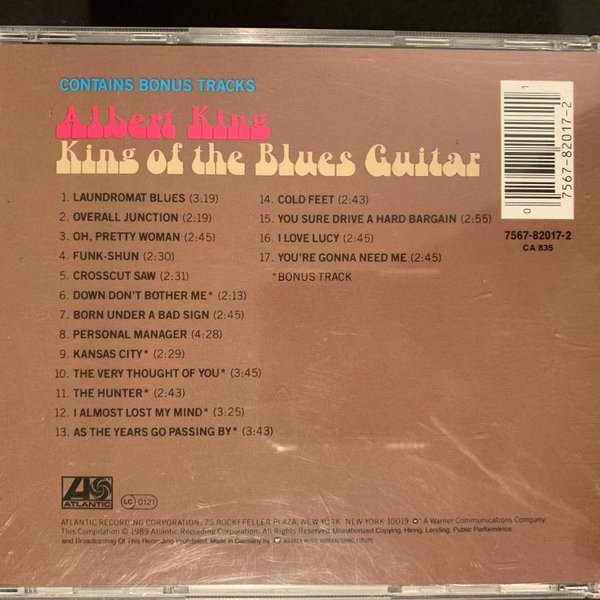 CONTAINS BONUS TRACKS
Albert King
King of the Blues Guitar
1. LAUNDROMAT BLUES (3:19)
2. OVERALL JUNCTION (2:19)
3. OH, PRETTY WOMAN (2:45)
4. FUNK-SHUN (2:30)
5. CROSSCUT SAW (2:31)
6. DOWN DON'T BOTHER ME* (2:13)
7. BORN UNDER A BAD SIGN (2:45)
8. PERSONAL MANAGER (4:28)
9. KANSAS CITY* (2:29)
10. THE VERY THOUGHT OF YOU* (3:45)
11. THE HUNTER* (2:43)
12. I ALMOST LOST MY MIND* (3:25)
13. AS THE YEARS GO PASSING BY* (3:43)
14. COLD FEET (2:43)
15. YOU SURE DRIVE A HARD BARGAIN (2:55)
16. I LOVE LUCY (2:45)
17. YOU'RE GONNA NEED ME (2:45)
*BONUS TRACK
0 7567-82017-2 1
7567-82017-2
CA 835
ATLANTIC
LC 0121
ATLANTIC RECORDING CORPORATION, 75 ROCKEFELLER PLAZA, NEW YORK, NEW YORK 10019 ® A Warner Communications Company
This Compilation ℗ 1989 Atlantic Recording Corporation. © 1989 Atlantic Recording Corporation. All Rights Reserved. Unauthorized Copying, Hiring, Lending, Public Performance
and Broadcasting Of This Recording Prohibited. Made in Germany by WARNER MUSIC MANUFACTURING EUROPE